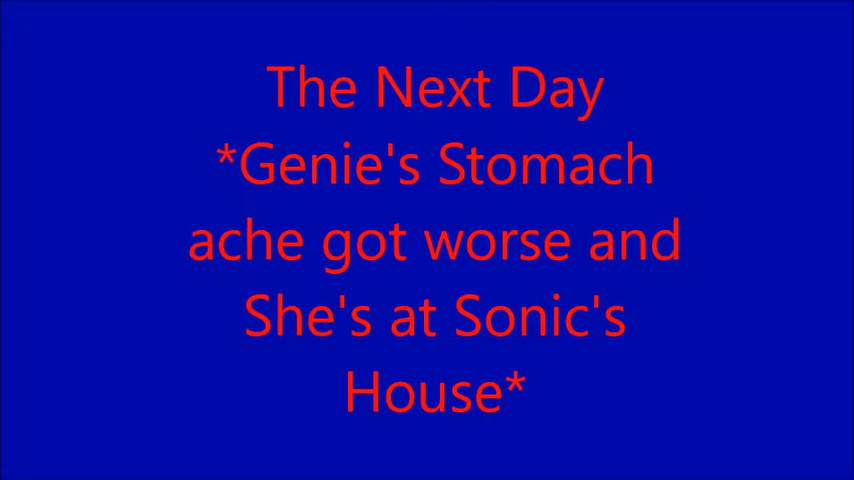 The Next Day
*Genie's Stomach
ache got worse and
She's at Sonic's
House*